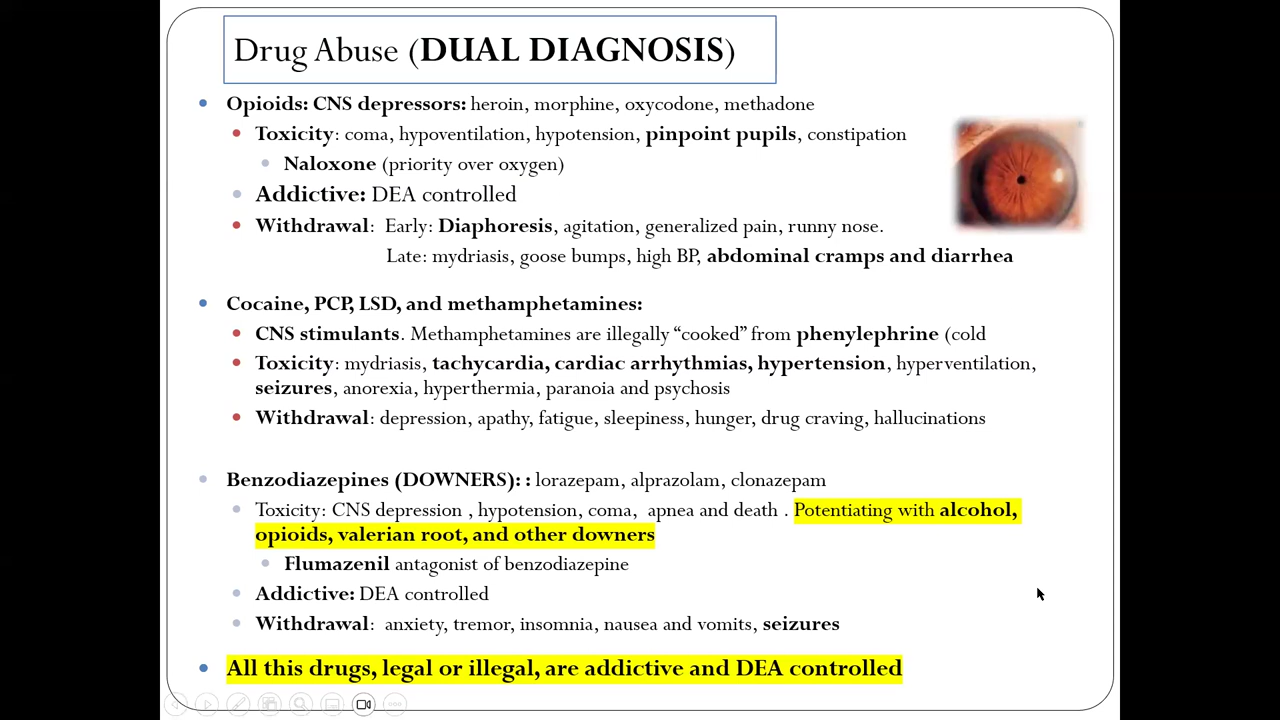 Drug Abuse (DUAL DIAGNOSIS)
Opioids: CNS depressors: heroin, morphine, oxycodone, methadone
Toxicity: coma, hypoventilation, hypotension, pinpoint pupils, constipation
Naloxone (priority over oxygen)
Addictive: DEA controlled
Withdrawal: Early: Diaphoresis, agitation, generalized pain, runny nose.
Late: mydriasis, goose bumps, high BP, abdominal cramps and diarrhea
Cocaine, PCP, LSD, and methamphetamines:
CNS stimulants. Methamphetamines are illegally “cooked” from phenylephrine (cold
Toxicity: mydriasis, tachycardia, cardiac arrhythmias, hypertension, hyperventilation,
seizures, anorexia, hyperthermia, paranoia and psychosis
Withdrawal: depression, apathy, fatigue, sleepiness, hunger, drug craving, hallucinations
Benzodiazepines (DOWNERS): : lorazepam, alprazolam, clonazepam
Toxicity: CNS depression , hypotension, coma, apnea and death . Potentiating with alcohol,
opioids, valerian root, and other downers
Flumazenil antagonist of benzodiazepine
Addictive: DEA controlled
Withdrawal: anxiety, tremor, insomnia, nausea and vomits, seizures
All this drugs, legal or illegal, are addictive and DEA controlled